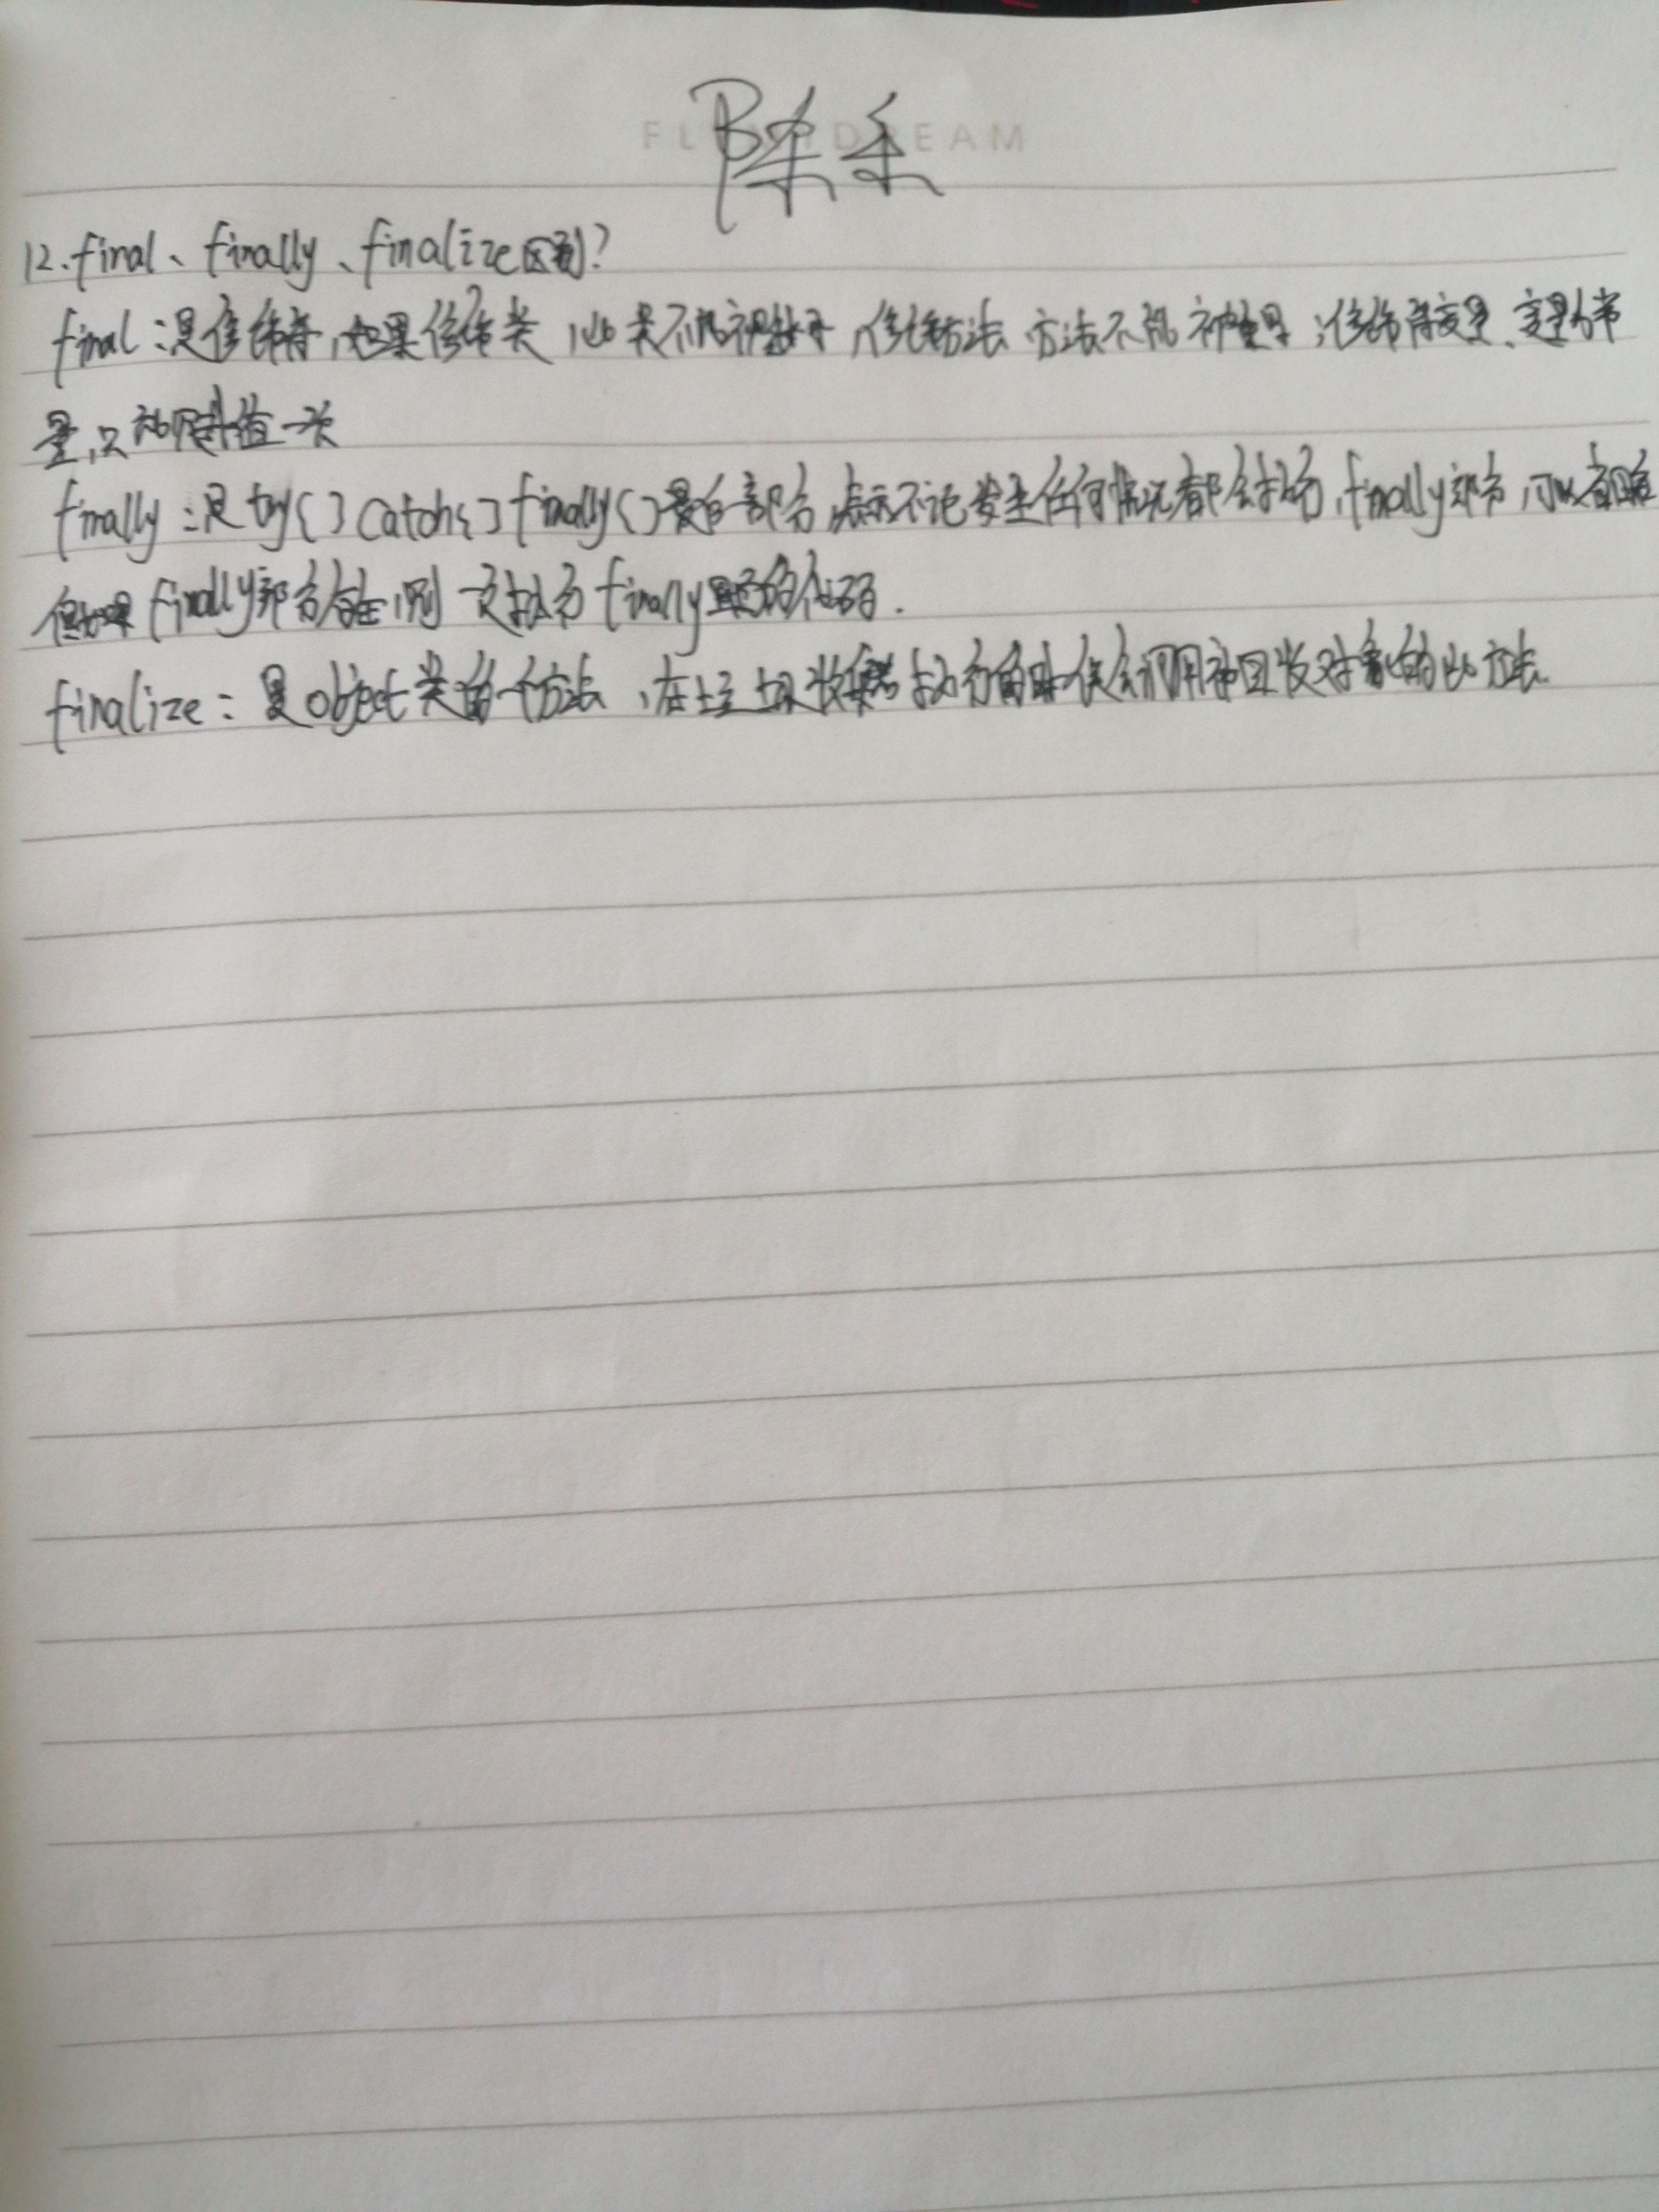 陈柔
12.final、finally、finalize区别?
final:是修饰符,如果修饰类,此类不能被继承,修饰方法 方法不能被重写;修饰符变量、变量为常
量,只能赋值一次
finally:是try{}catch{}finally{}最后一部分,表示不论发生任何情况都会执行,finally部分,可以省略
但如果finally部分存在,则一定执行finally里面的代码.
finalize:是object类的一个方法,在垃圾收集器执行的时候会调用被回收对象的此方法.